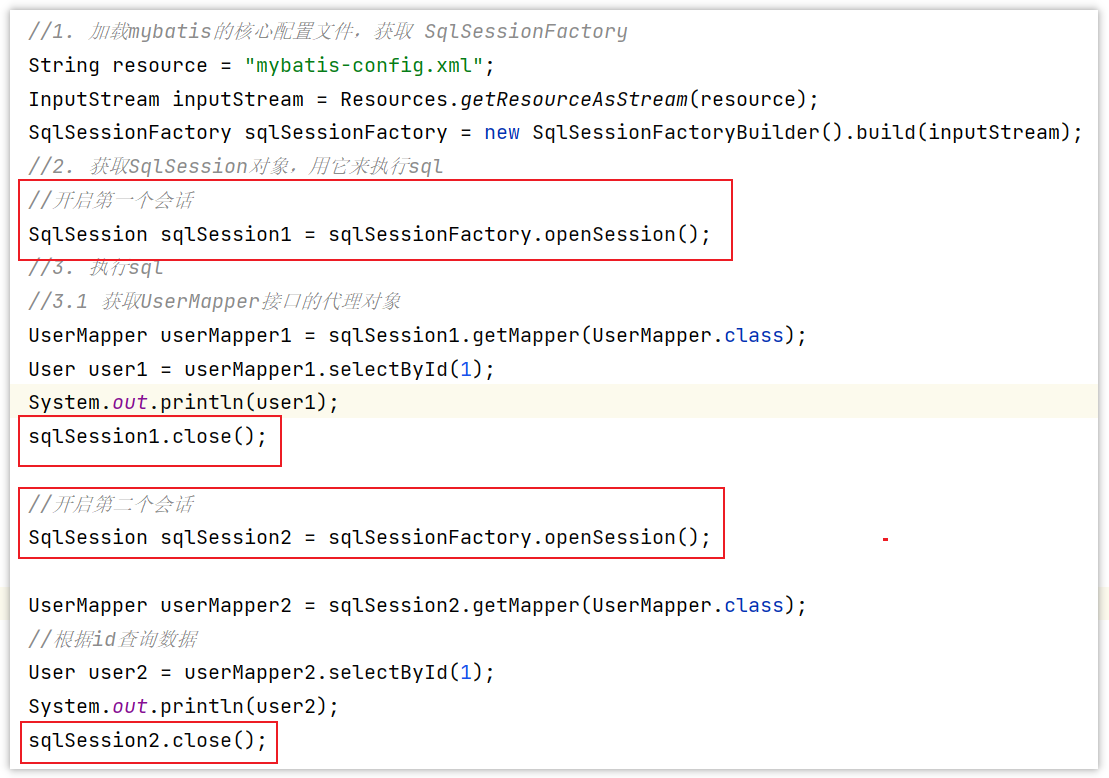 //1. 加载mybatis的核心配置文件，获取 SqlSessionFactory
String resource = "mybatis-config.xml";
InputStream inputStream = Resources.getResourceAsStream(resource);
SqlSessionFactory sqlSessionFactory = new SqlSessionFactoryBuilder().build(inputStream);
//2. 获取SqlSession对象，用它来执行sql
//开启第一个会话
SqlSession sqlSession1 = sqlSessionFactory.openSession();
//3. 执行sql
//3.1 获取UserMapper接口的代理对象
UserMapper userMapper1 = sqlSession1.getMapper(UserMapper.class);
User user1 = userMapper1.selectById(1);
System.out.println(user1);
sqlSession1.close();
//开启第二个会话
SqlSession sqlSession2 = sqlSessionFactory.openSession();
UserMapper userMapper2 = sqlSession2.getMapper(UserMapper.class);
//根据id查询数据
User user2 = userMapper2.selectById(1);
System.out.println(user2);
sqlSession2.close();